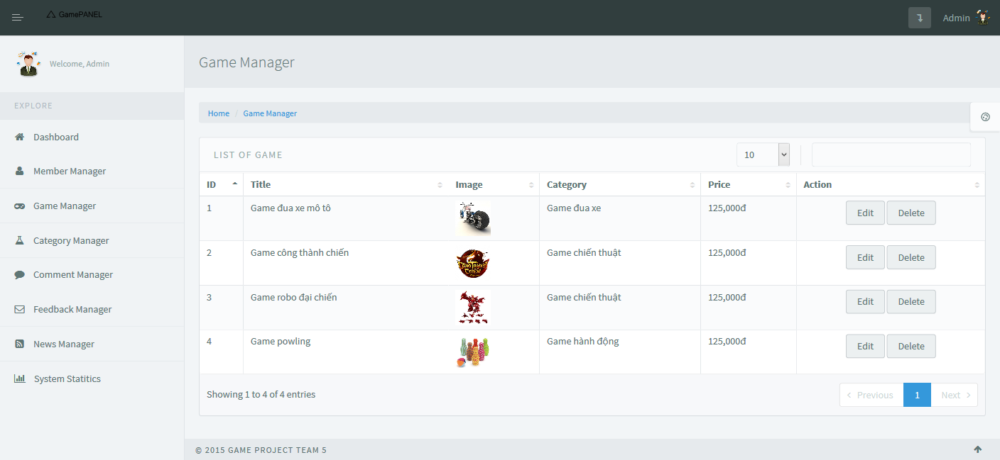 GamePANEL
Admin
Welcome, Admin
EXPLORE
Dashboard
Member Manager
Game Manager
Category Manager
Comment Manager
Feedback Manager
News Manager
System Statitics
Game Manager
Home / Game Manager
LIST OF GAME
10
ID Title Image Category Price Action
1 Game đua xe mô tô Game đua xe 125,000đ Edit Delete
2 Game công thành chiến Game chiến thuật 125,000đ Edit Delete
3 Game robo đại chiến Game chiến thuật 125,000đ Edit Delete
4 Game powling Game hành động 125,000đ Edit Delete
Showing 1 to 4 of 4 entries
Previous 1 Next
© 2015 GAME PROJECT TEAM 5